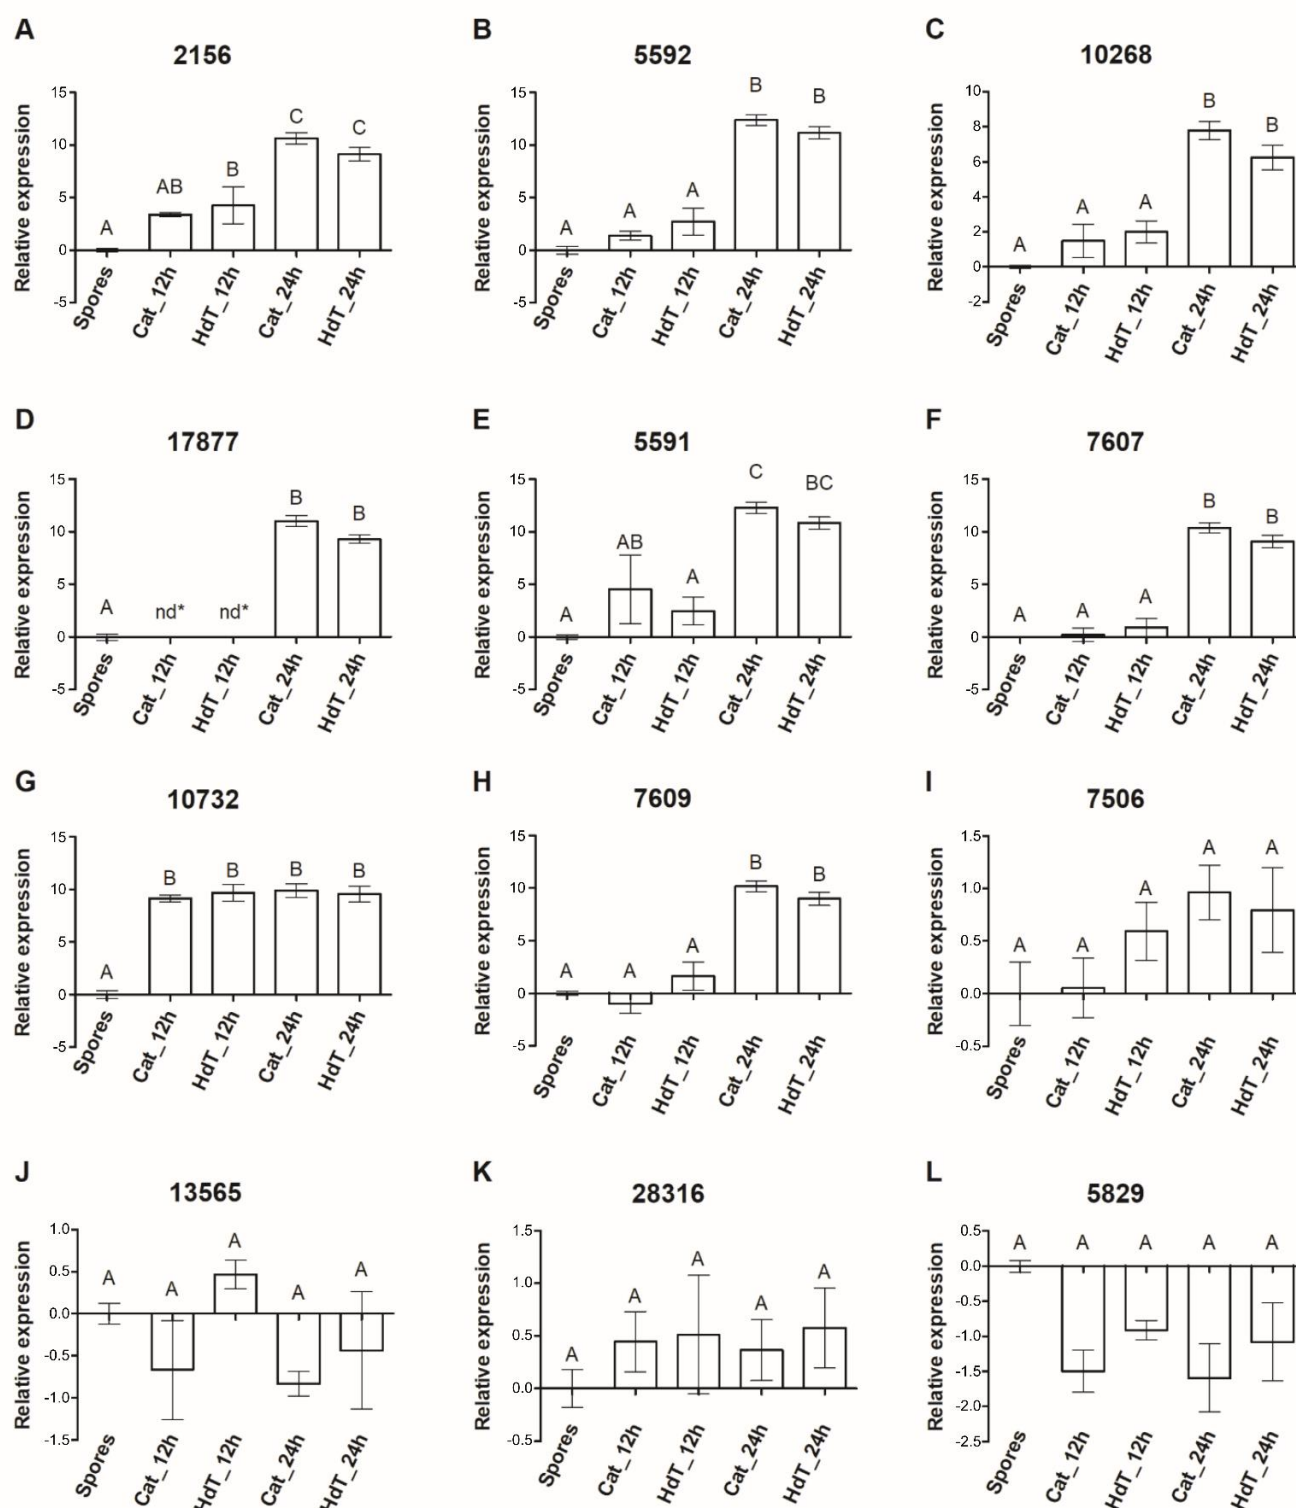 A
2156
Relative expression
15
10
5
0
-5
A
AB
B
C
C
Spores
Cat_12h
HdT_12h
Cat_24h
HdT_24h
B
5592
Relative expression
15
10
5
0
-5
A
A
A
B
B
Spores
Cat_12h
HdT_12h
Cat_24h
HdT_24h
C
10268
Relative expression
10
8
6
4
2
0
-2
A
A
A
B
B
Spores
Cat_12h
HdT_12h
Cat_24h
HdT_24h
D
17877
Relative expression
15
10
5
0
-5
A
nd*
nd*
B
B
Spores
Cat_12h
HdT_12h
Cat_24h
HdT_24h
E
5591
Relative expression
15
10
5
0
-5
A
AB
A
C
BC
Spores
Cat_12h
HdT_12h
Cat_24h
HdT_24h
F
7607
Relative expression
15
10
5
0
-5
A
A
A
B
B
Spores
Cat_12h
HdT_12h
Cat_24h
HdT_24h
G
10732
Relative expression
15
10
5
0
-5
A
B
B
B
B
Spores
Cat_12h
HdT_12h
Cat_24h
HdT_24h
H
7609
Relative expression
15
10
5
0
-5
A
A
A
B
B
Spores
Cat_12h
HdT_12h
Cat_24h
HdT_24h
I
7506
Relative expression
1.5
1.0
0.5
0.0
-0.5
A
A
A
A
A
Spores
Cat_12h
HdT_12h
Cat_24h
HdT_24h
J
13565
Relative expression
1.0
0.5
0.0
-0.5
-1.0
-1.5
A
A
A
A
A
Spores
Cat_12h
HdT_12h
Cat_24h
HdT_24h
K
28316
Relative expression
1.5
1.0
0.5
0.0
-0.5
A
A
A
A
A
Spores
Cat_12h
HdT_12h
Cat_24h
HdT_24h
L
5829
Relative expression
0.5
0.0
-0.5
-1.0
-1.5
-2.0
-2.5
A
A
A
A
A
Spores
Cat_12h
HdT_12h
Cat_24h
HdT_24h